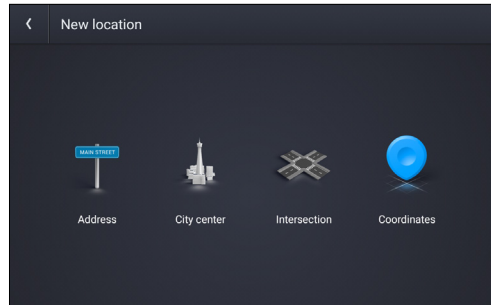 New location
MAIN STREET
Address
City center
Intersection
Coordinates